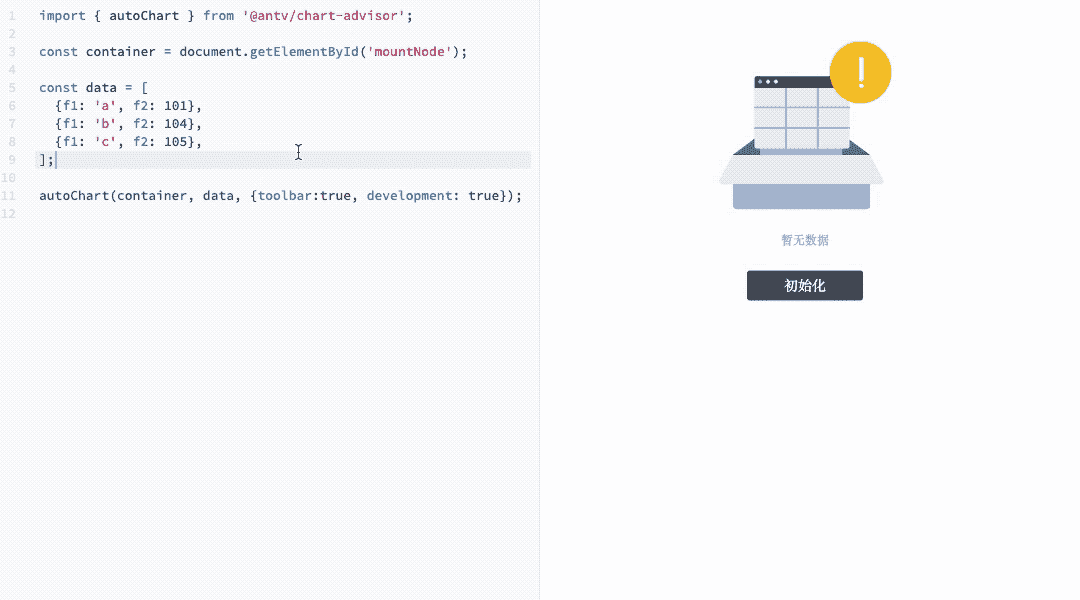 1 import { autoChart } from '@antv/chart-advisor';
2
3 const container = document.getElementById('mountNode');
4
5 const data = [
6 {f1: 'a', f2: 101},
7 {f1: 'b', f2: 104},
8 {f1: 'c', f2: 105},
9 ];
10
11 autoChart(container, data, {toolbar:true, development: true});
12
!
暂无数据
初始化